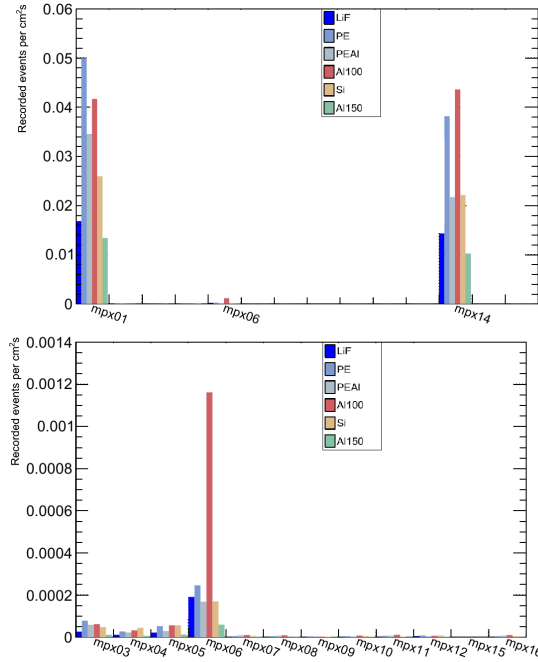 Recorded events per cm²s
0.06
0.05
0.04
0.03
0.02
0.01
0
LiF
PE
PEAl
Al100
Si
Al150
mpx01
mpx06
mpx14
Recorded events per cm²s
0.0014
0.0012
0.001
0.0008
0.0006
0.0004
0.0002
0
LiF
PE
PEAl
Al100
Si
Al150
mpx03
mpx04
mpx05
mpx06
mpx07
mpx08
mpx09
mpx10
mpx11
mpx12
mpx15
mpx16